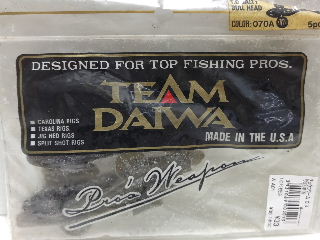 BULL HEAD
COLOR: 070A
5pc
DESIGNED FOR TOP FISHING PROS.
TEAM
DAIWA
CAROLINA RIGS
TEXAS RIGS
JIG HED RIGS
SPLIT SHOT RIGS
MADE IN THE U.S.A
Pro's Weapon